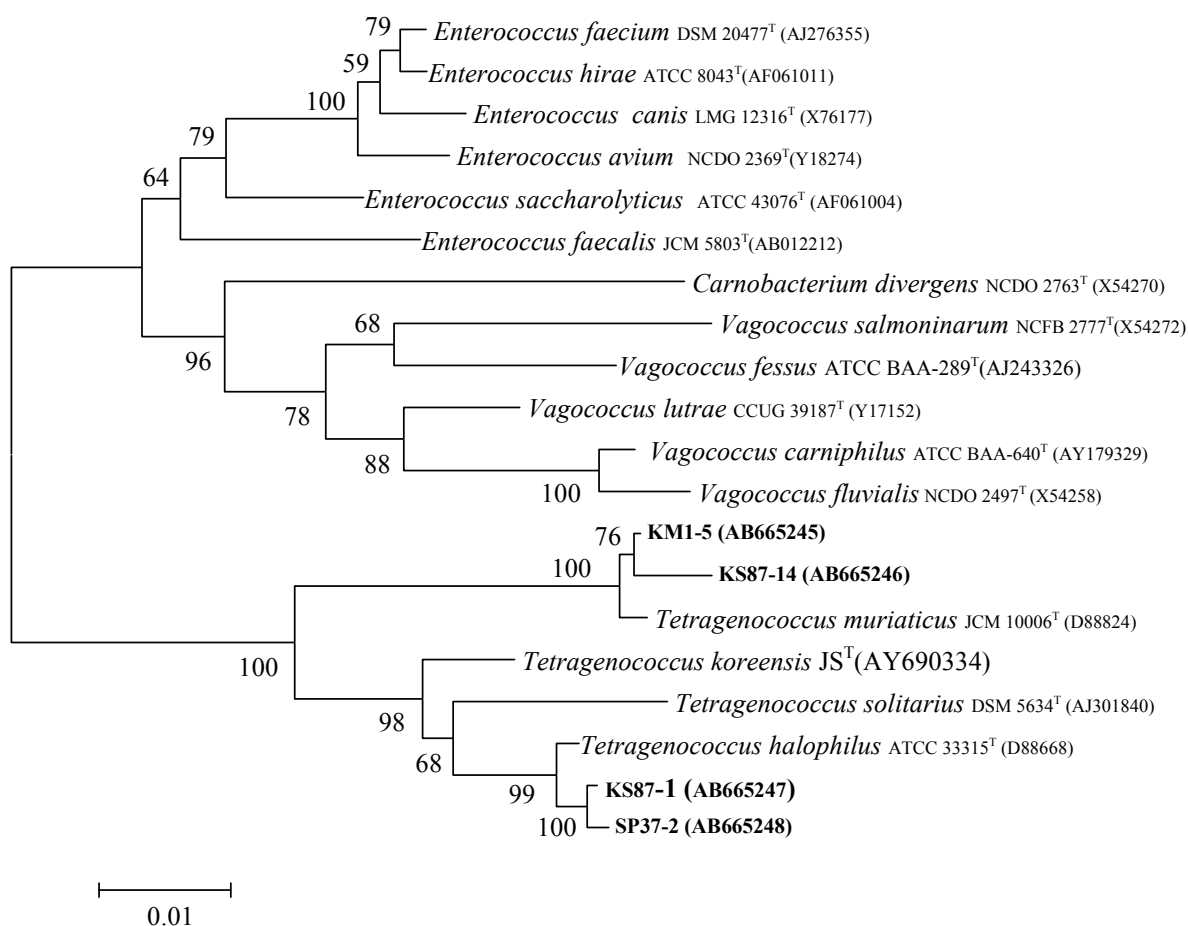 79
Enterococcus faecium DSM 20477T (AJ276355)
59
Enterococcus hirae ATCC 8043T(AF061011)
100
Enterococcus canis LMG 12316T (X76177)
79
Enterococcus avium NCDO 2369T(Y18274)
64
Enterococcus saccharolyticus ATCC 43076T (AF061004)
Enterococcus faecalis JCM 5803T(AB012212)
Carnobacterium divergens NCDO 2763T (X54270)
68
Vagococcus salmoninarum NCFB 2777T(X54272)
96
Vagococcus fessus ATCC BAA-289T(AJ243326)
78
Vagococcus lutrae CCUG 39187T (Y17152)
88
Vagococcus carniphilus ATCC BAA-640T (AY179329)
100
Vagococcus fluvialis NCDO 2497T (X54258)
76
KM1-5 (AB665245)
100
KS87-14 (AB665246)
Tetragenococcus muriaticus JCM 10006T (D88824)
100
Tetragenococcus koreensis JST(AY690334)
98
Tetragenococcus solitarius DSM 5634T (AJ301840)
68
Tetragenococcus halophilus ATCC 33315T (D88668)
99
KS87-1 (AB665247)
100
SP37-2 (AB665248)
0.01